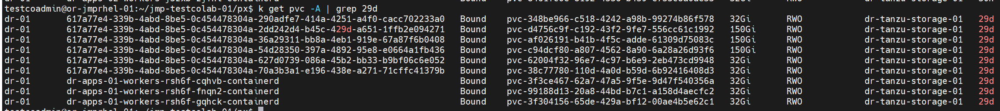 testcoadmin@or-jmprhel-01:~/jmp-testcolab-01/px$ k get pvc -A | grep 29d
dr-01 617a77e4-339b-4abd-8be5-0c454478304a-290adfe7-414a-4251-a4f0-cacc702233a0 Bound pvc-348be966-c518-4242-a98b-99274b86f578 32Gi RWO dr-tanzu-storage-01 29d
dr-01 617a77e4-339b-4abd-8be5-0c454478304a-2dd242d4-b45c-429d-a651-1ffb2e094271 Bound pvc-d4756c9f-c192-43f2-9fe7-556cc61c1992 150Gi RWO dr-tanzu-storage-01 29d
dr-01 617a77e4-339b-4abd-8be5-0c454478304a-36a29311-bb8a-4eb1-919e-67a87f6b0408 Bound pvc-af026191-b41b-4f5c-adde-61309d75083c 150Gi RWO dr-tanzu-storage-01 29d
dr-01 617a77e4-339b-4abd-8be5-0c454478304a-54d28350-397a-4892-95e8-e0664a1fb436 Bound pvc-c94dcf80-a807-4562-8a90-6a28a26d93f6 150Gi RWO dr-tanzu-storage-01 29d
dr-01 617a77e4-339b-4abd-8be5-0c454478304a-627d0739-086a-45b2-bb33-b9bf06c6e052 Bound pvc-62004f32-96e7-4c97-b6e9-2eb473cd9948 32Gi RWO dr-tanzu-storage-01 29d
dr-01 617a77e4-339b-4abd-8be5-0c454478304a-70a3b3a1-e196-438e-a271-71cffc41379b Bound pvc-38c77780-110d-4a0d-b59d-6b92416408d3 32Gi RWO dr-tanzu-storage-01 29d
dr-01 dr-apps-01-workers-rsh6f-cqhvb-containerd Bound pvc-3f3ce467-62a7-47a5-9f5e-9d47f540356a 32Gi RWO dr-tanzu-storage-01 29d
dr-01 dr-apps-01-workers-rsh6f-fnqn2-containerd Bound pvc-99188d13-20a8-44bd-b7c1-a158d4aecfc2 32Gi RWO dr-tanzu-storage-01 29d
dr-01 dr-apps-01-workers-rsh6f-gqhck-containerd Bound pvc-3f304156-65de-429a-bf12-00ae4b5e62c1 32Gi RWO dr-tanzu-storage-01 29d
testcoadmin@or-jmprhel-01:~/jmp-testcolab-01/px$